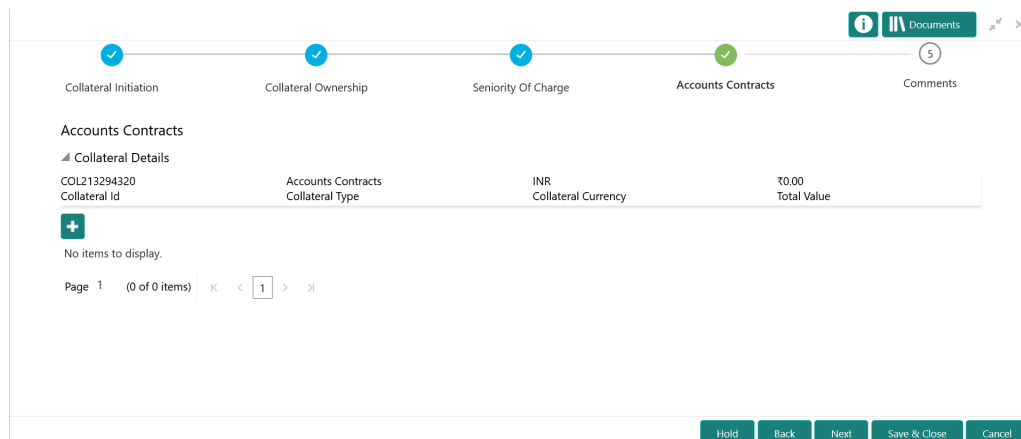 Documents
5
Collateral Initiation
Collateral Ownership
Seniority Of Charge
Accounts Contracts
Comments
Accounts Contracts
Collateral Details
COL213294320 Accounts Contracts INR ₹0.00
Collateral Id Collateral Type Collateral Currency Total Value
No items to display.
Page 1 (0 of 0 items) 1
Hold Back Next Save & Close Cancel